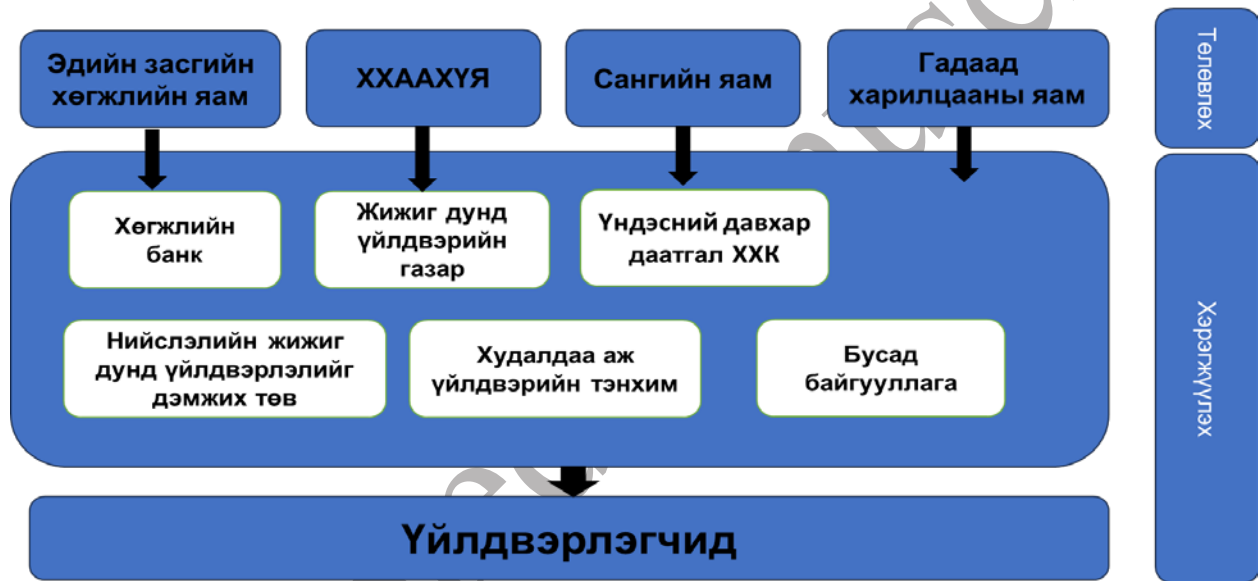 Эдийн засгийн
хөгжлийн яам
ХХААХҮЯ
Сангийн яам
Гадаад
харилцааны яам
Төлөвлөх
Хөгжлийн
банк
Жижиг дунд
үйлдвэрийн
газар
Үндэсний давхар
даатгал ХХК
Нийслэлийн жижиг
дунд үйлдвэрлэлийг
дэмжих төв
Худалдаа аж
үйлдвэрийн тэнхим
Бусад
байгууллага
Хэрэгжүүлэх
Үйлдвэрлэгчид